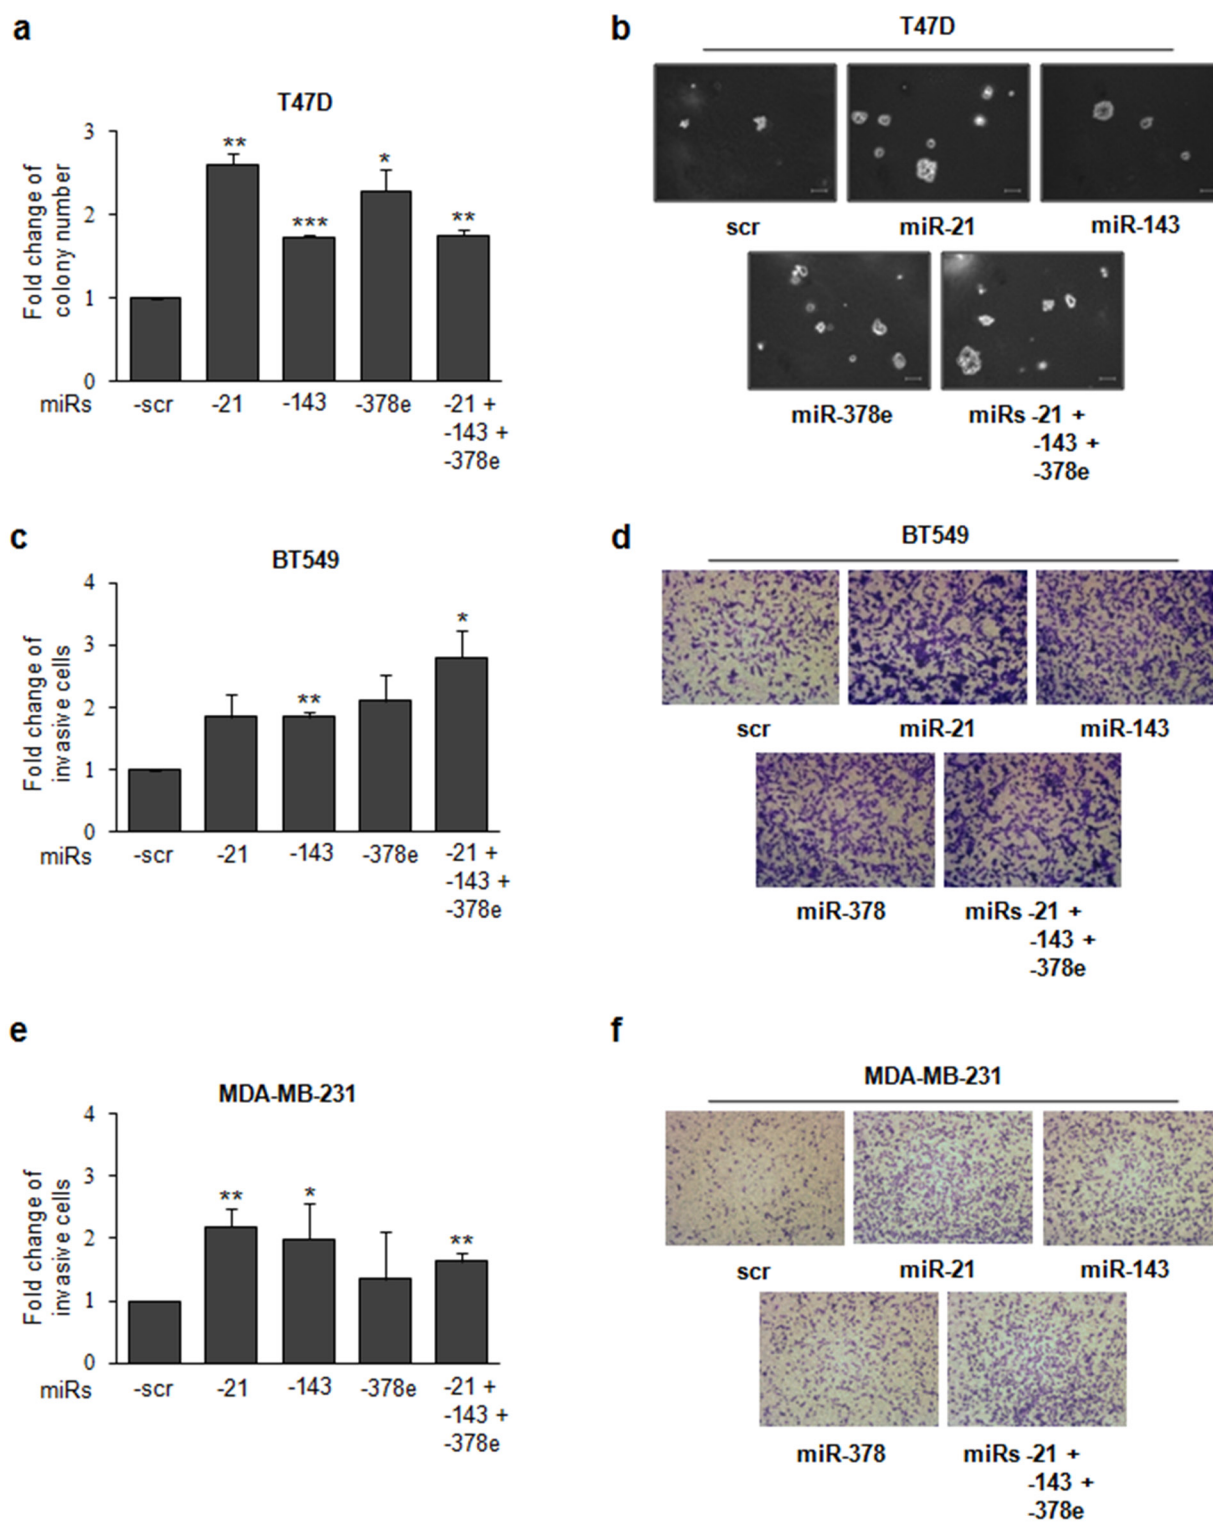 a
T47D
Fold change of
colony number
3
2
1
0
miRs
-scr
-21
-143
-378e
-21 +
-143 +
-378e
**
***
*
**
b
T47D
scr
miR-21
miR-143
miR-378e
miRs -21 +
-143 +
-378e
c
BT549
Fold change of
invasive cells
4
3
2
1
0
miRs
-scr
-21
-143
-378e
-21 +
-143 +
-378e
**
*
d
BT549
scr
miR-21
miR-143
miR-378
miRs -21 +
-143 +
-378e
e
MDA-MB-231
Fold change of
invasive cells
4
3
2
1
0
miRs
-scr
-21
-143
-378e
-21 +
-143 +
-378e
**
*
**
f
MDA-MB-231
scr
miR-21
miR-143
miR-378
miRs -21 +
-143 +
-378e